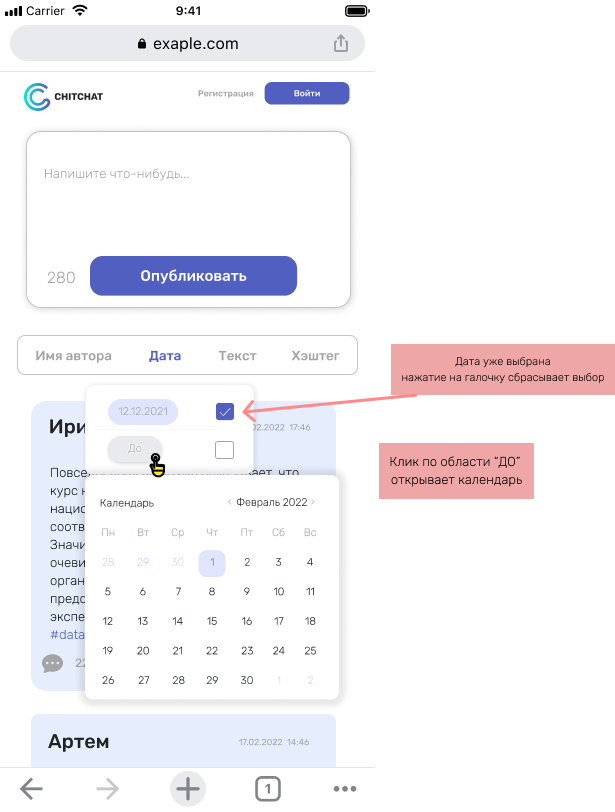 Carrier 9:41
exaple.com
CHITCHAT Регистрация Войти
Напишите что-нибудь...
280 Опубликовать
Имя автора Дата Текст Хэштег
Дата уже выбрана
нажатие на галочку сбрасывает выбор
12.12.2021
Ири 02.2022 17:46
До
Клик по области “ДО”
открывает календарь
Повсе вает, что
курс н
Календарь ‹ Февраль 2022 ›
нацио
соотв
Пн Вт Ср Чт Пт Сб Вс
Значи
очеви 28 29 30 1 2 3 4
орган
5 6 7 8 9 10 11
предо
экспе 12 13 14 15 16 17 18
#data
19 20 21 22 23 24 25
22
26 27 28 29 30 1 2
Артем 17.02.2022 14:46
1